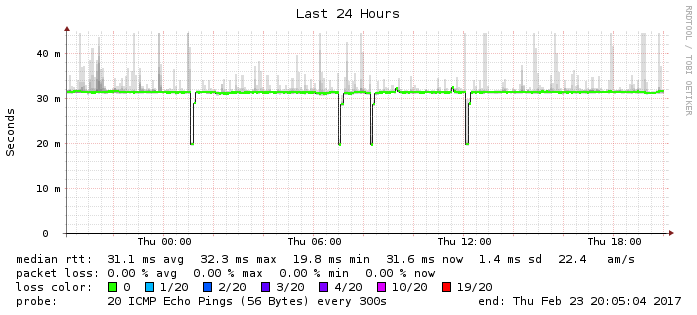 Last 24 Hours
RRDTOOL / TOBI OETIKER
Seconds
40 m
30 m
20 m
10 m
0
Thu 00:00 Thu 06:00 Thu 12:00 Thu 18:00
median rtt: 31.1 ms avg 32.3 ms max 19.8 ms min 31.6 ms now 1.4 ms sd 22.4 am/s
packet loss: 0.00 % avg 0.00 % max 0.00 % min 0.00 % now
loss color: 0 1/20 2/20 3/20 4/20 10/20 19/20
probe: 20 ICMP Echo Pings (56 Bytes) every 300s end: Thu Feb 23 20:05:04 2017